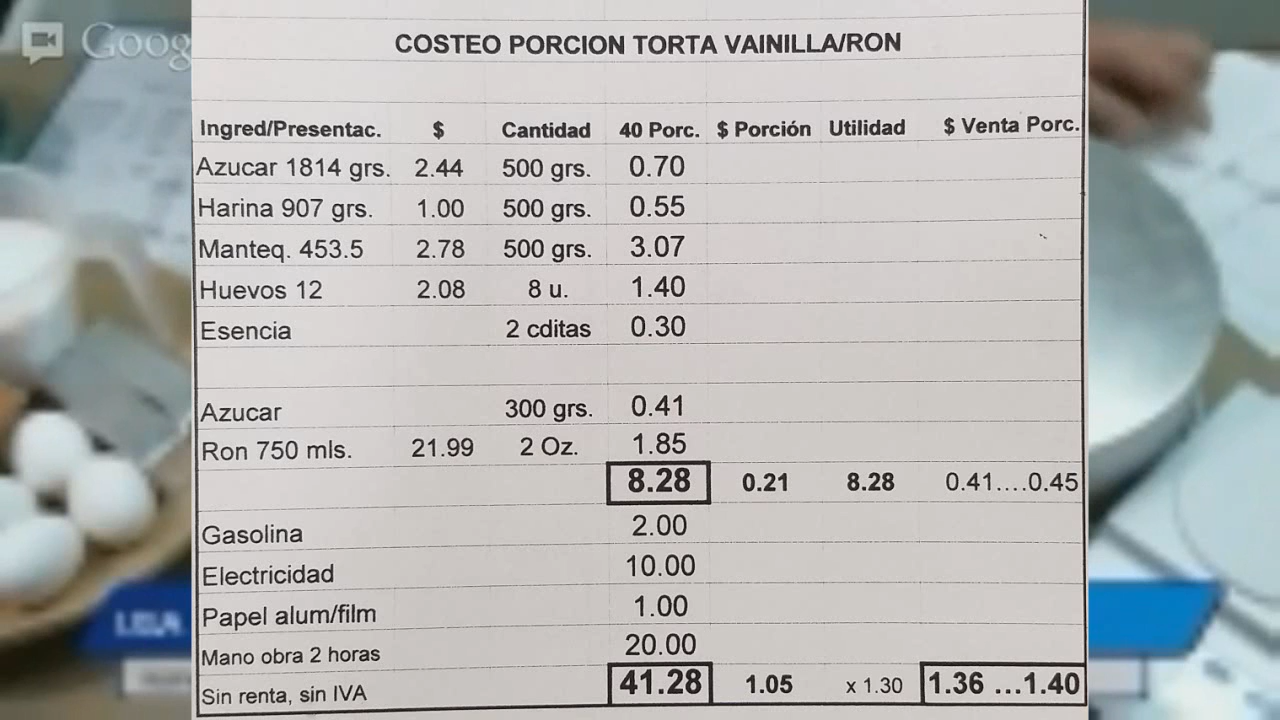 Goog
COSTEO PORCION TORTA VAINILLA/RON
Ingred/Presentac. $ Cantidad 40 Porc. $ Porción Utilidad $ Venta Porc.
Azucar 1814 grs. 2.44 500 grs. 0.70
Harina 907 grs. 1.00 500 grs. 0.55
Manteq. 453.5 2.78 500 grs. 3.07
Huevos 12 2.08 8 u. 1.40
Esencia 2 cditas 0.30
Azucar 300 grs. 0.41
Ron 750 mls. 21.99 2 Oz. 1.85
8.28 0.21 8.28 0.41....0.45
Gasolina 2.00
Electricidad 10.00
Papel alum/film 1.00
Mano obra 2 horas 20.00
Sin renta, sin IVA 41.28 1.05 x 1.30 1.36 ...1.40